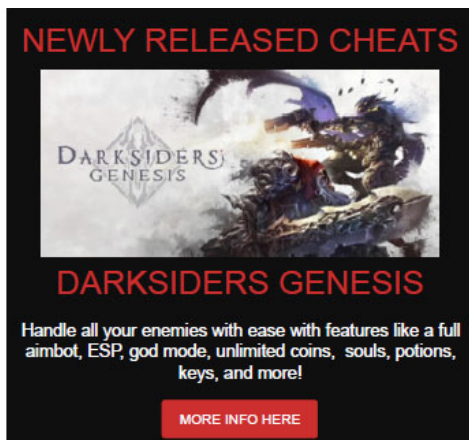 NEWLY RELEASED CHEATS
DARKSIDERS
GENESIS
DARKSIDERS GENESIS
Handle all your enemies with ease with features like a full
aimbot, ESP, god mode, unlimited coins,  souls, potions,
keys, and more!
MORE INFO HERE